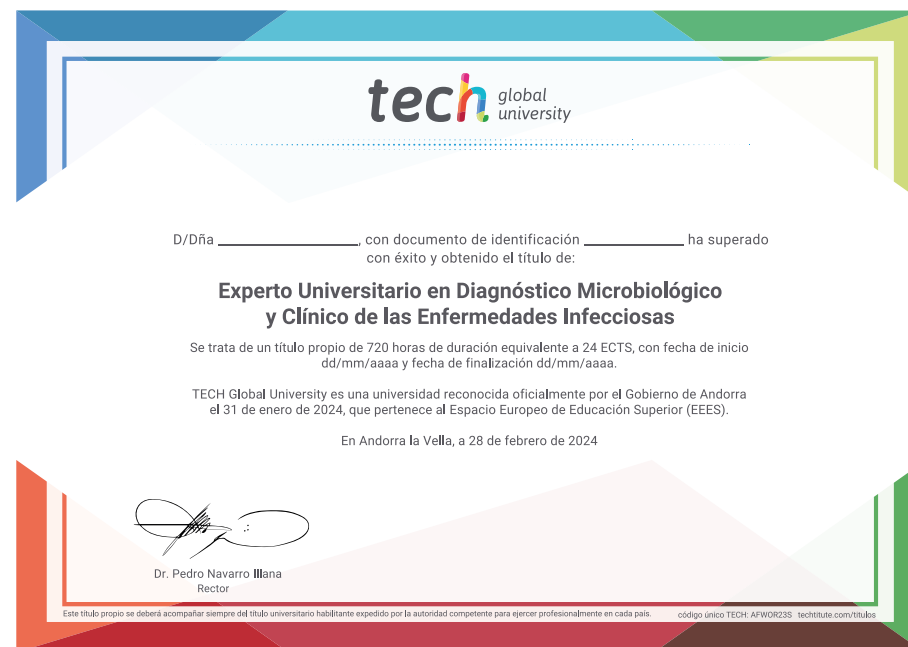 tech global university
D/Dña ____________________, con documento de identificación ______________ ha superado
con éxito y obtenido el título de:
Experto Universitario en Diagnóstico Microbiológico
y Clínico de las Enfermedades Infecciosas
Se trata de un título propio de 720 horas de duración equivalente a 24 ECTS, con fecha de inicio
dd/mm/aaaa y fecha de finalización dd/mm/aaaa.
TECH Global University es una universidad reconocida oficialmente por el Gobierno de Andorra
el 31 de enero de 2024, que pertenece al Espacio Europeo de Educación Superior (EEES).
En Andorra la Vella, a 28 de febrero de 2024
Dr. Pedro Navarro Illana
Rector
Este título propio se deberá acompañar siempre del título universitario habilitante expedido por la autoridad competente para ejercer profesionalmente en cada país.
código único TECH: AFWOR23S techtitute.com/titulos